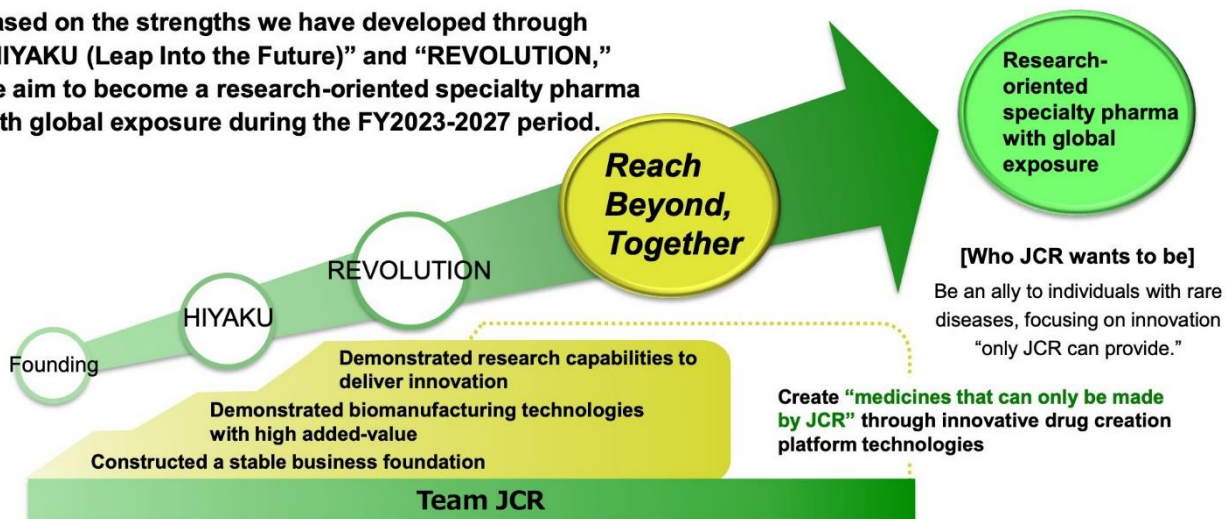 ased on the strengths we have developed through
IYAKU (Leap Into the Future)” and “REVOLUTION,”
e aim to become a research-oriented specialty pharma
th global exposure during the FY2023-2027 period.
Research-
oriented
specialty pharma
with global
exposure
Reach
Beyond,
Together
REVOLUTION
HIYAKU
Founding
[Who JCR wants to be]
Be an ally to individuals with rare
diseases, focusing on innovation
“only JCR can provide.”
Demonstrated research capabilities to
deliver innovation
Demonstrated biomanufacturing technologies
with high added-value
Constructed a stable business foundation
Create “medicines that can only be made
by JCR” through innovative drug creation
platform technologies
Team JCR